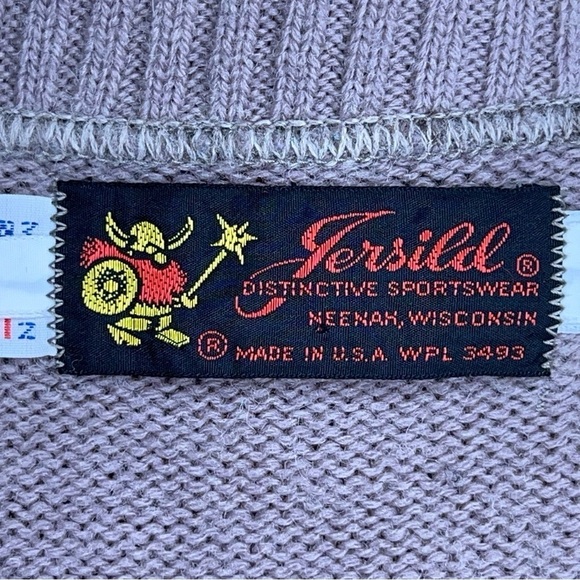 Jersild ®
DISTINCTIVE SPORTSWEAR
NEENAH, WISCONSIN
® MADE IN U.S.A. WPL 3493